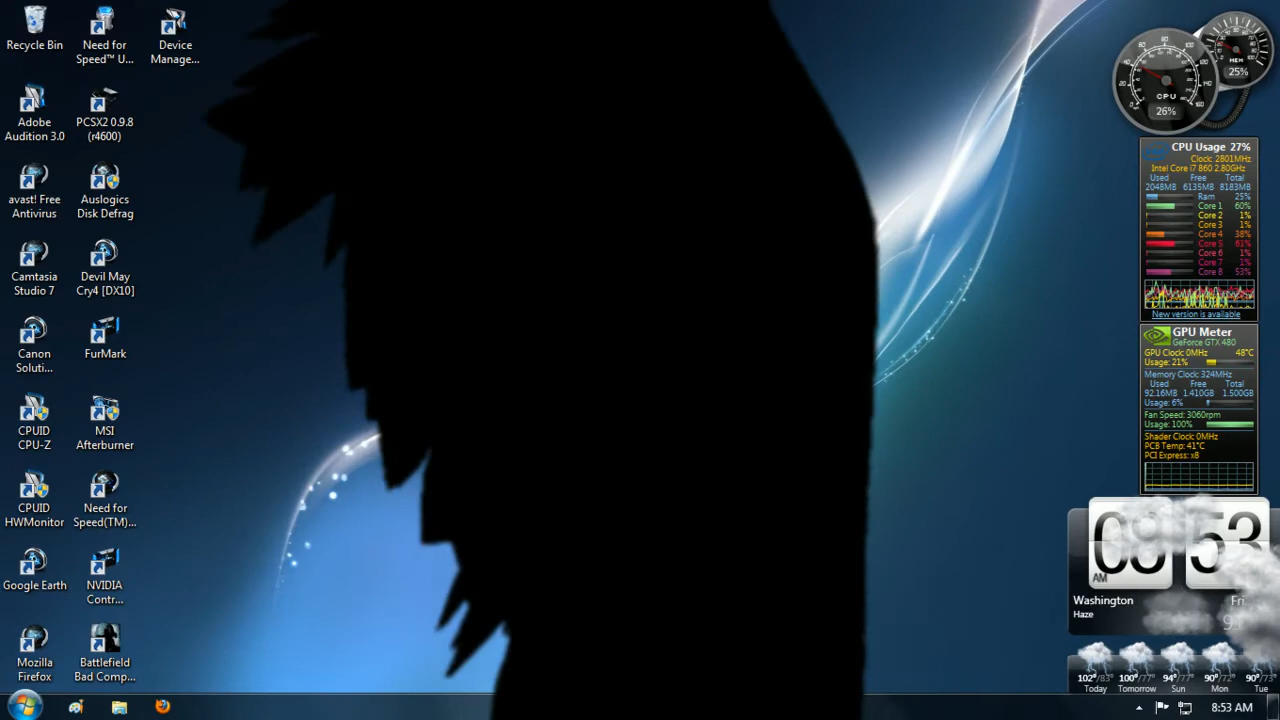 Recycle Bin
Need for
Speed™ U...
Device
Manage...
Adobe
Audition 3.0
PCSX2 0.9.8
(r4600)
avast! Free
Antivirus
Auslogics
Disk Defrag
Camtasia
Studio 7
Devil May
Cry4 [DX10]
Canon
Soluti...
FurMark
CPUID
CPU-Z
MSI
Afterburner
CPUID
HWMonitor
Need for
Speed(TM)...
Google Earth
NVIDIA
Contr...
Mozilla
Firefox
Battlefield
Bad Comp...
CPU
26%
MEM
25%
CPU Usage 27%
Clock: 2801MHz
Intel Core i7 860 2.80GHz
Used Free Total
2048MB 6135MB 8183MB
Ram 25%
Core 1 60%
Core 2 1%
Core 3 1%
Core 4 38%
Core 5 61%
Core 6 1%
Core 7 1%
Core 8 53%
New version is available
GPU Meter
GeForce GTX 480
GPU Clock: 0MHz 48°C
Usage: 21%
Memory Clock: 324MHz
Used Free Total
92.16MB 1.410GB 1.500GB
Usage: 6%
Fan Speed: 3060rpm
Usage: 100%
Shader Clock: 0MHz
PCB Temp: 41°C
PCI Express: x8
08 53
AM
Washington
Haze
Fri
102°/83° 100°/77° 94°/77° 90°/72° 90°/73°
Today Tomorrow Sun Mon Tue
8:53 AM